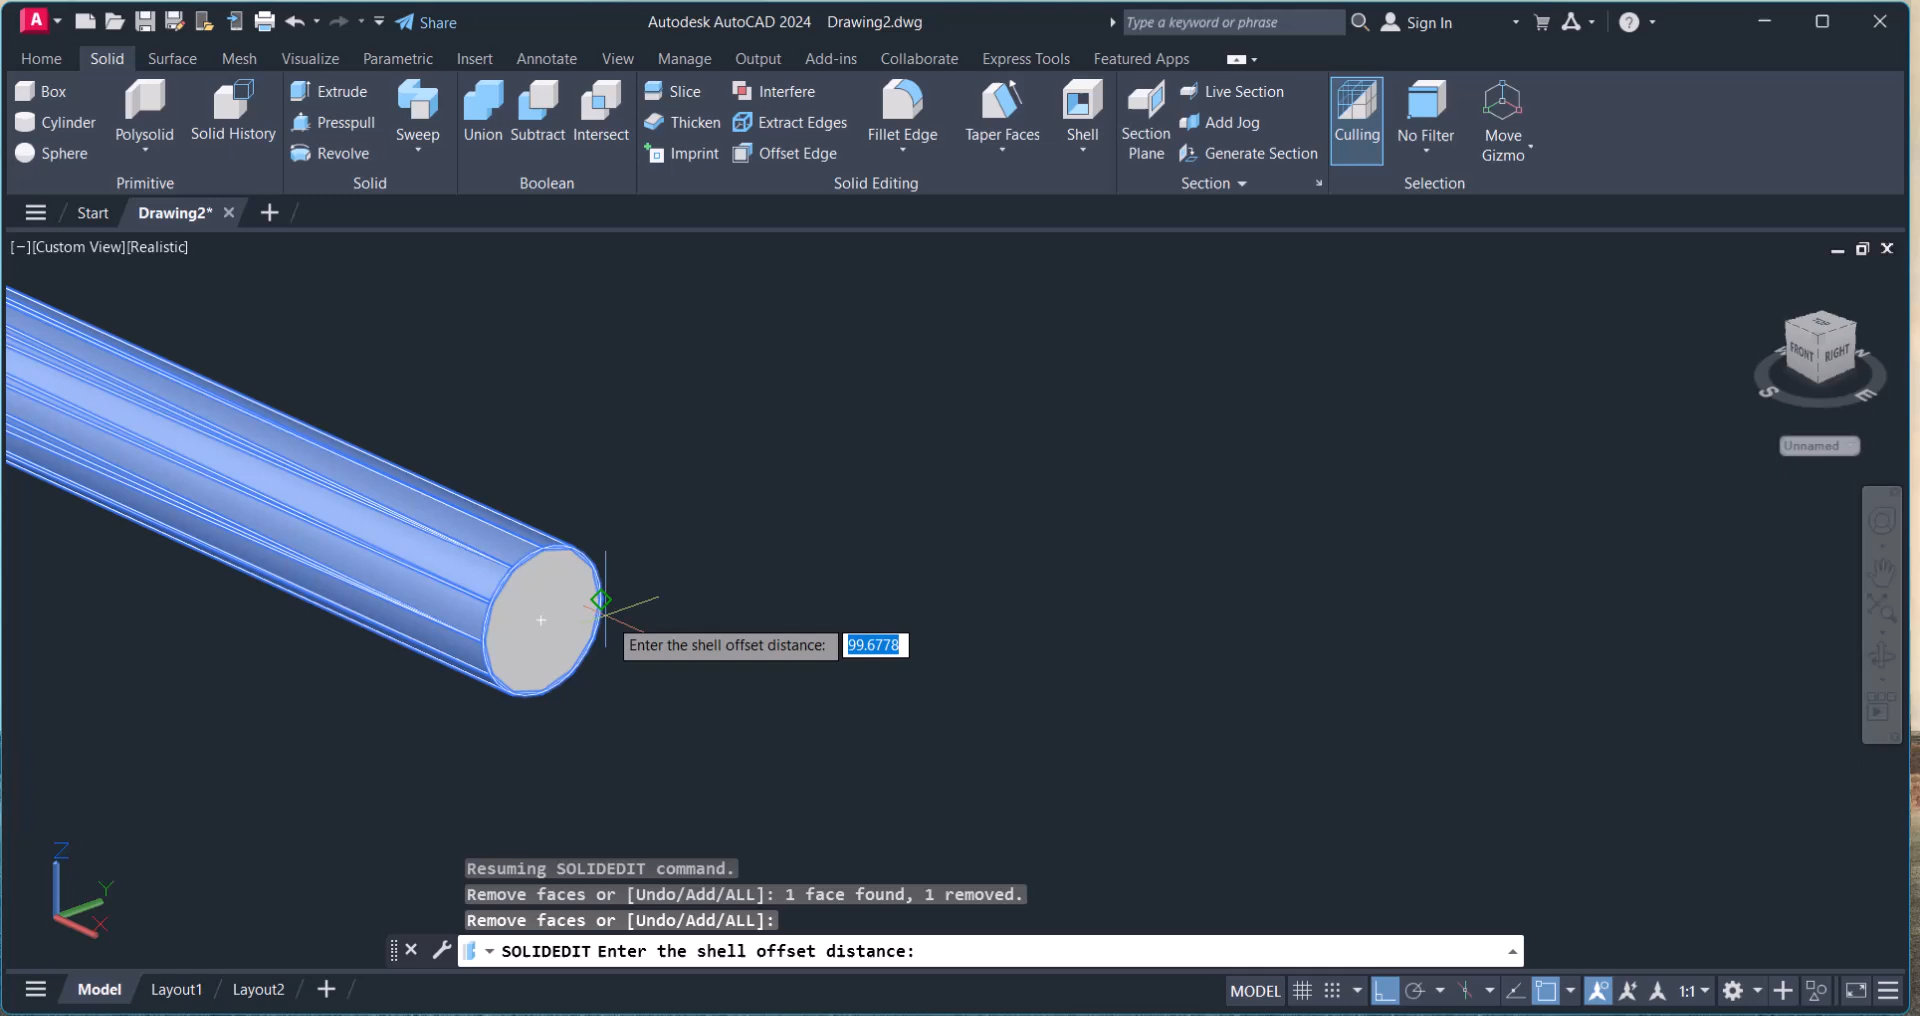 A Share Autodesk AutoCAD 2024 Drawing2.dwg Type a keyword or phrase Sign In ?
Home Solid Surface Mesh Visualize Parametric Insert Annotate View Manage Output Add-ins Collaborate Express Tools Featured Apps
Box Extrude Slice Interfere Live Section
Cylinder Presspull Thicken Extract Edges Add Jog
Sphere Revolve Imprint Offset Edge Generate Section
Polysolid Solid History Sweep Union Subtract Intersect Fillet Edge Taper Faces Shell Section Plane Culling No Filter Move Gizmo
Primitive Solid Boolean Solid Editing Section Selection
Start Drawing2* +
[−][Custom View][Realistic]
TOP
FRONT RIGHT
S E
Unnamed
Enter the shell offset distance: 99.6778
Z
Y
X
Resuming SOLIDEDIT command.
Remove faces or [Undo/Add/ALL]: 1 face found, 1 removed.
Remove faces or [Undo/Add/ALL]:
SOLIDEDIT Enter the shell offset distance:
Model Layout1 Layout2 + MODEL 1:1